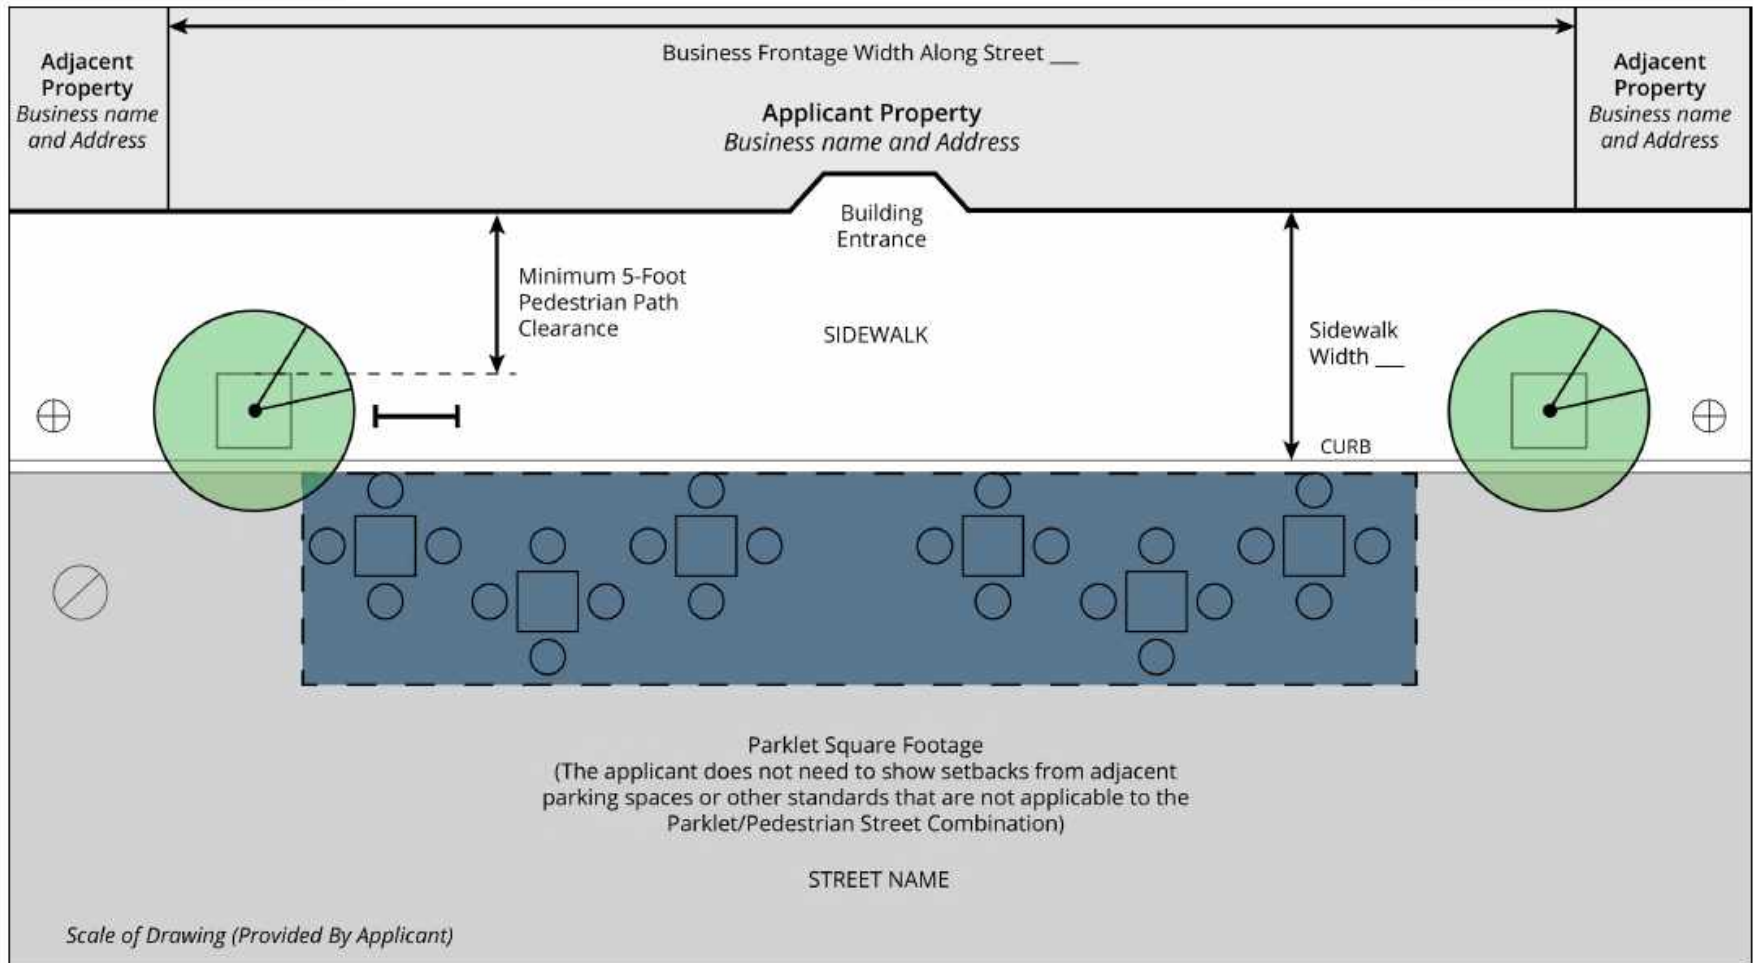 Business Frontage Width Along Street ___
Adjacent
Property
Business name
and Address
Applicant Property
Business name and Address
Adjacent
Property
Business name
and Address
Building
Entrance
Minimum 5-Foot
Pedestrian Path
Clearance
SIDEWALK
Sidewalk
Width ___
CURB
Parklet Square Footage
(The applicant does not need to show setbacks from adjacent
parking spaces or other standards that are not applicable to the
Parklet/Pedestrian Street Combination)
STREET NAME
Scale of Drawing (Provided By Applicant)